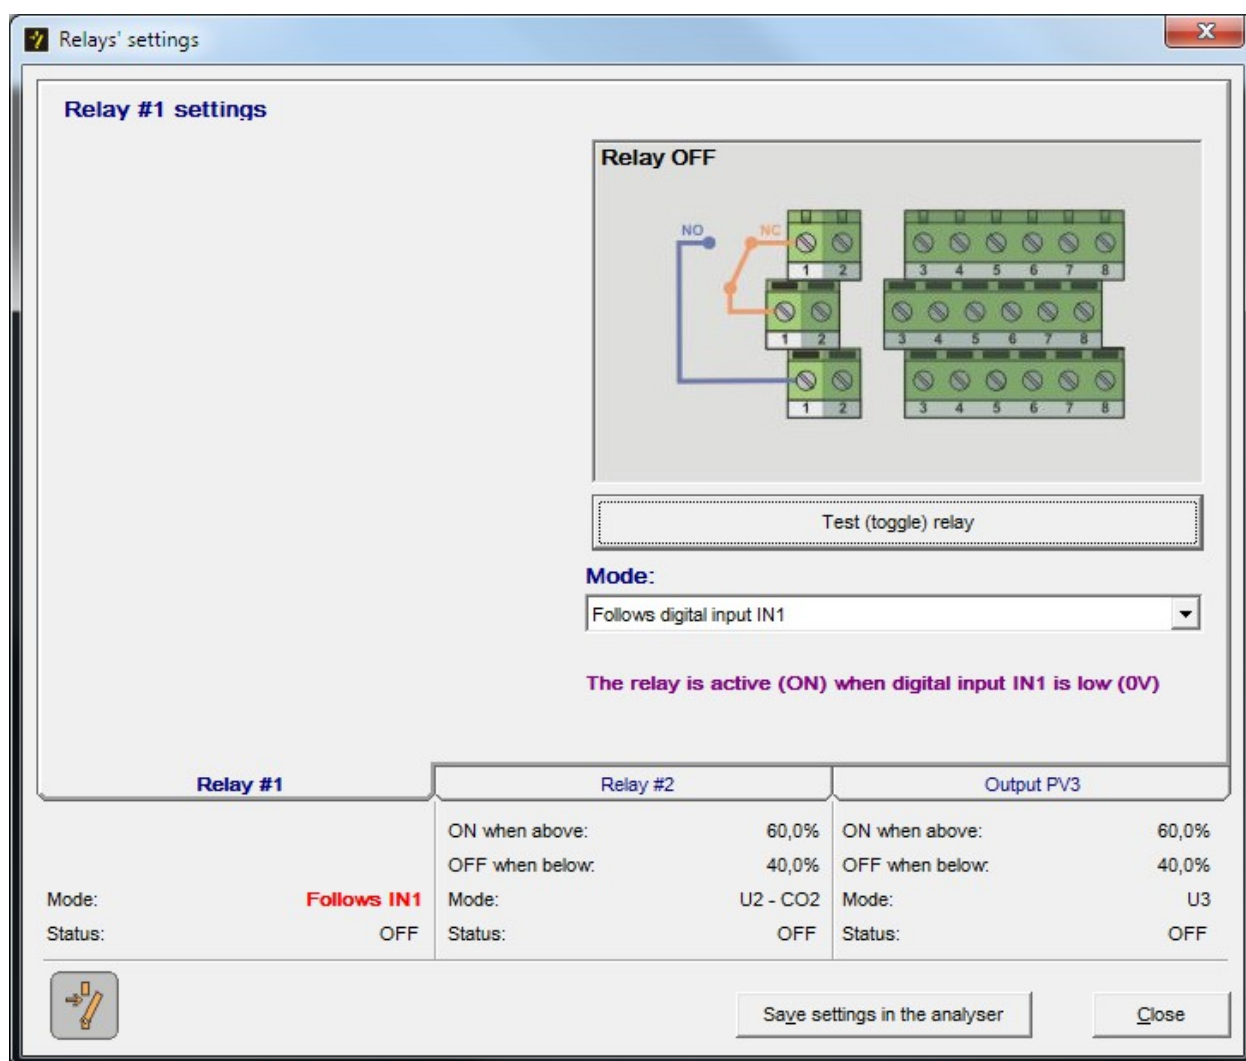 Relays' settings
Relay #1 settings
Relay OFF
NO NC
1 2 3 4 5 6 7 8
1 2 3 4 5 6 7 8
1 2 3 4 5 6 7 8
Test (toggle) relay
Mode:
Follows digital input IN1
The relay is active (ON) when digital input IN1 is low (0V)
Relay #1 Relay #2 Output PV3
ON when above: 60,0% ON when above: 60,0%
OFF when below: 40,0% OFF when below: 40,0%
Mode: Follows IN1 Mode: U2 - CO2 Mode: U3
Status: OFF Status: OFF Status: OFF
Save settings in the analyser Close